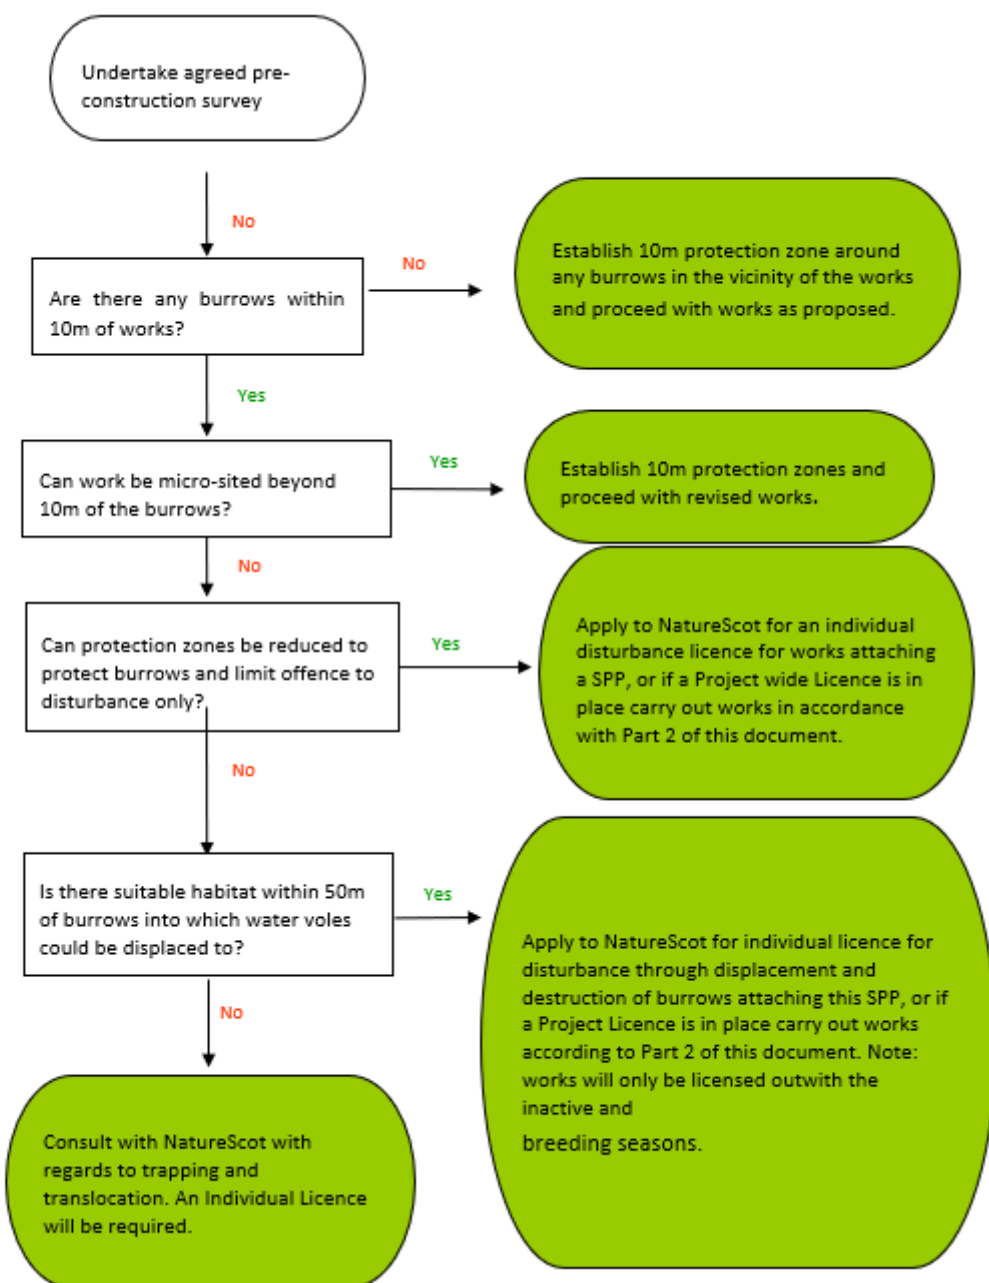 Undertake agreed pre-
construction survey
No
Are there any burrows within
10m of works?
No
Establish 10m protection zone around
any burrows in the vicinity of the works
and proceed with works as proposed.
Yes
Can work be micro-sited beyond
10m of the burrows?
Yes
Establish 10m protection zones and
proceed with revised works.
No
Can protection zones be reduced to
protect burrows and limit offence to
disturbance only?
Yes
Apply to NatureScot for an individual
disturbance licence for works attaching
a SPP, or if a Project wide Licence is in
place carry out works in accordance
with Part 2 of this document.
No
Is there suitable habitat within 50m
of burrows into which water voles
could be displaced to?
Yes
Apply to NatureScot for individual licence for
disturbance through displacement and
destruction of burrows attaching this SPP, or if
a Project Licence is in place carry out works
according to Part 2 of this document. Note:
works will only be licensed outwith the
inactive and
breeding seasons.
No
Consult with NatureScot with
regards to trapping and
translocation. An Individual Licence
will be required.